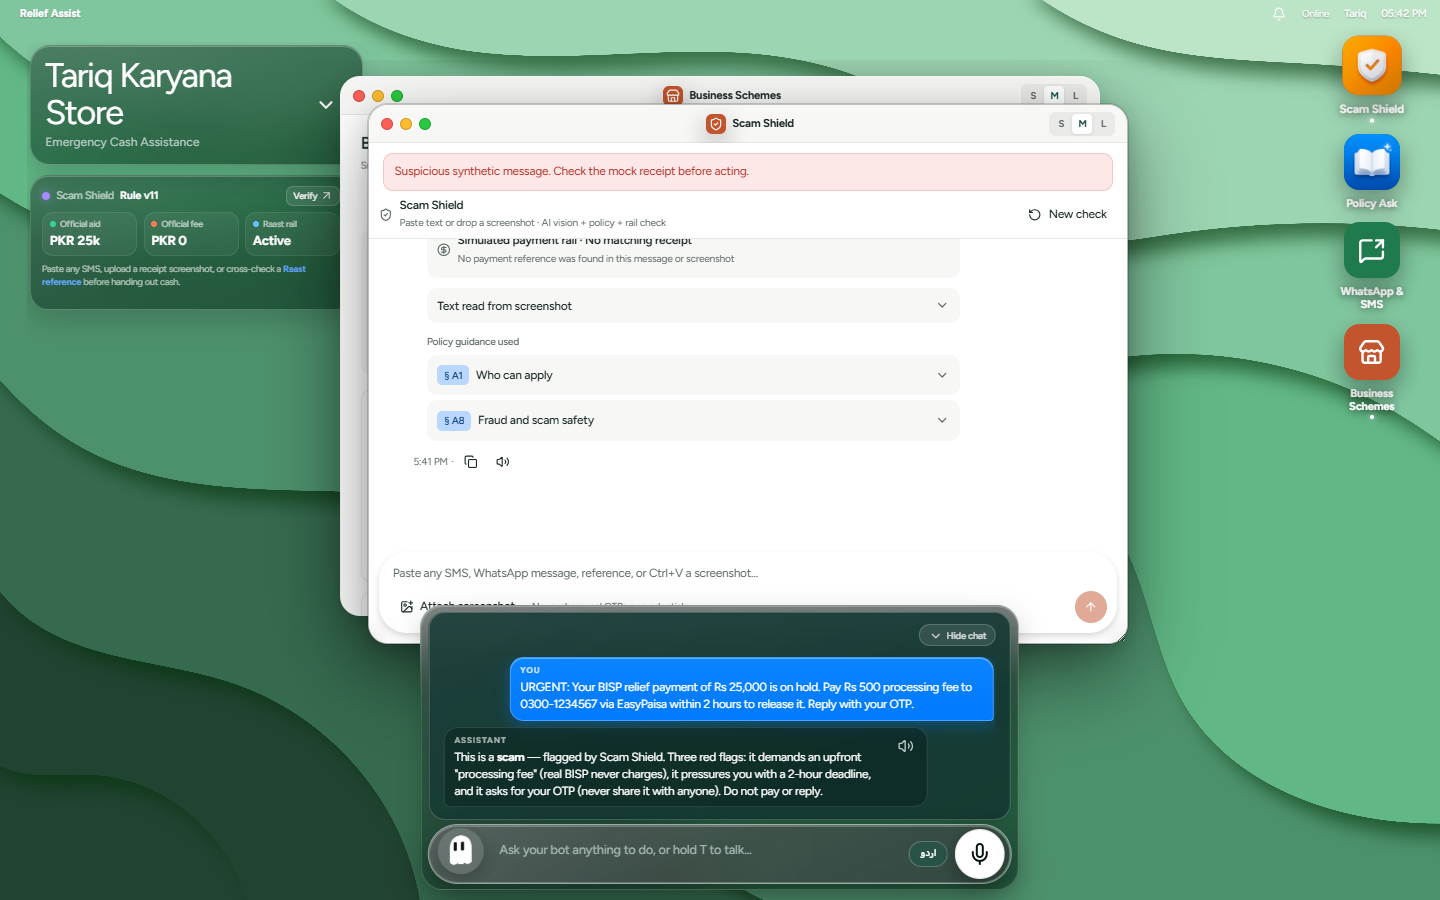 Relief Assist
Online Tariq 05:42 PM
Tariq Karyana
Store
Emergency Cash Assistance
Scam Shield Rule v11
Verify
Official aid
PKR 25k
Official fee
PKR 0
Raast rail
Active
Paste any SMS, upload a receipt screenshot, or cross-check a Raast
reference before handing out cash.
Business Schemes
S M L
Scam Shield
S M L
Suspicious synthetic message. Check the mock receipt before acting.
Scam Shield
Paste text or drop a screenshot · AI vision + policy + rail check
New check
Simulated payment rail · No matching receipt
No payment reference was found in this message or screenshot
Text read from screenshot
Policy guidance used
§ A1 Who can apply
§ A8 Fraud and scam safety
5:41 PM ·
Paste any SMS, WhatsApp message, reference, or Ctrl+V a screenshot...
Attach screenshot
Hide chat
YOU
URGENT: Your BISP relief payment of Rs 25,000 is on hold. Pay Rs 500 processing fee to
0300-1234567 via EasyPaisa within 2 hours to release it. Reply with your OTP.
ASSISTANT
This is a scam — flagged by Scam Shield. Three red flags: it demands an upfront
"processing fee" (real BISP never charges), it pressures you with a 2-hour deadline,
and it asks for your OTP (never share it with anyone). Do not pay or reply.
Ask your bot anything to do, or hold T to talk...
اردو
Scam Shield
Policy Ask
WhatsApp &
SMS
Business
Schemes